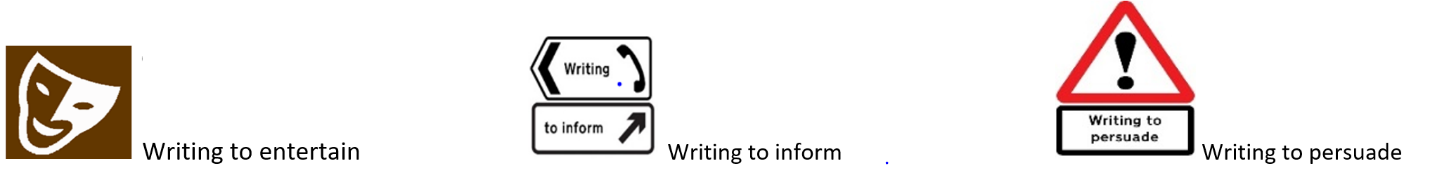 Writing to entertain
Writing
to inform
Writing to inform
!
Writing to
persuade
Writing to persuade